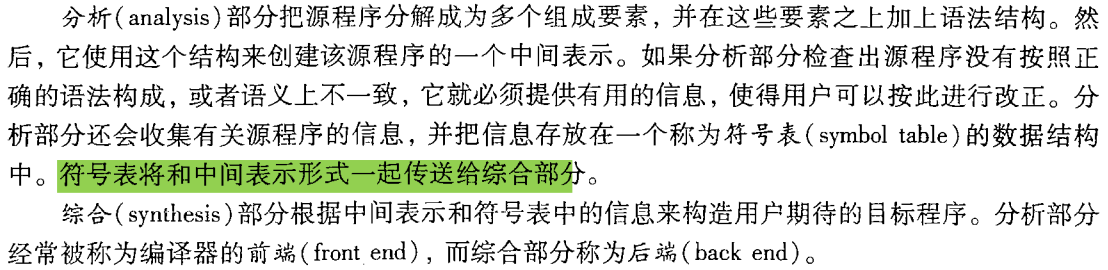 分析(analysis)部分把源程序分解成为多个组成要素，并在这些要素之上加上语法结构。然
后，它使用这个结构来创建该源程序的一个中间表示。如果分析部分检查出源程序没有按照正
确的语法构成，或者语义上不一致，它就必须提供有用的信息，使得用户可以按此进行改正。分
析部分还会收集有关源程序的信息，并把信息存放在一个称为符号表(symbol table)的数据结构
中。符号表将和中间表示形式一起传送给综合部分。
综合(synthesis)部分根据中间表示和符号表中的信息来构造用户期待的目标程序。分析部分
经常被称为编译器的前端(front end)，而综合部分称为后端(back end)。